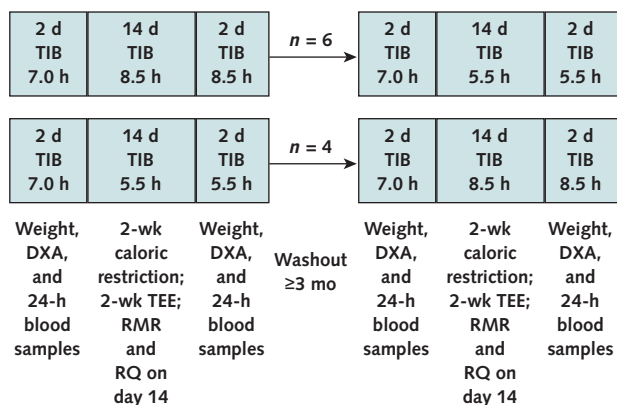 2 d
TIB
7.0 h
14 d
TIB
8.5 h
2 d
TIB
8.5 h
n = 6
2 d
TIB
7.0 h
14 d
TIB
5.5 h
2 d
TIB
5.5 h
2 d
TIB
7.0 h
14 d
TIB
5.5 h
2 d
TIB
5.5 h
n = 4
2 d
TIB
7.0 h
14 d
TIB
8.5 h
2 d
TIB
8.5 h
Weight,
DXA,
and
24-h
blood
samples
2-wk
caloric
restriction;
2-wk TEE;
RMR
and
RQ on
day 14
Weight,
DXA,
and
24-h
blood
samples
Washout
≥3 mo
Weight,
DXA,
and
24-h
blood
samples
2-wk
caloric
restriction;
2-wk TEE;
RMR
and
RQ on
day 14
Weight,
DXA,
and
24-h
blood
samples